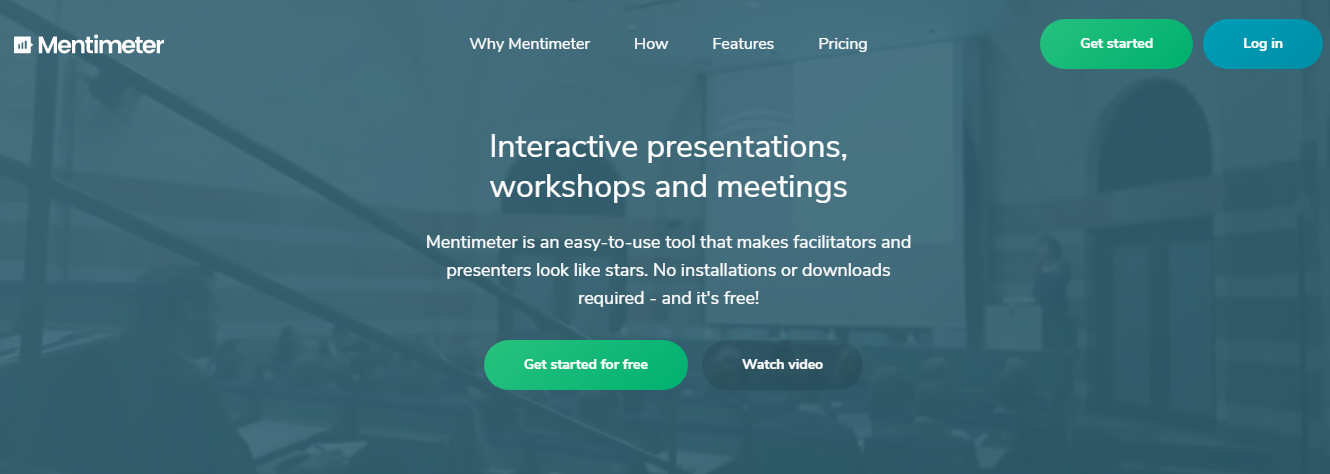 Mentimeter
Why Mentimeter
How
Features
Pricing
Get started
Log in
Interactive presentations,
workshops and meetings
Mentimeter is an easy-to-use tool that makes facilitators and
presenters look like stars. No installations or downloads
required - and it's free!
Get started for free
Watch video